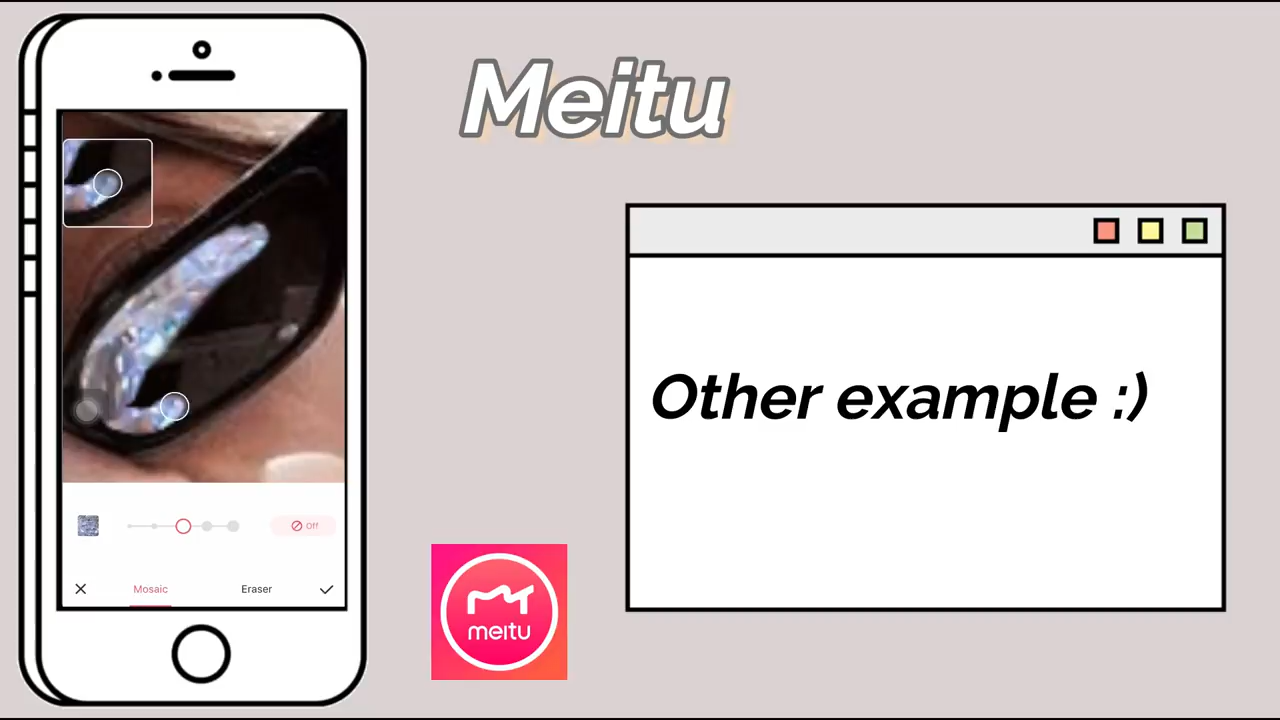 Meitu
Other example :)
Off
Mosaic
Eraser
meitu